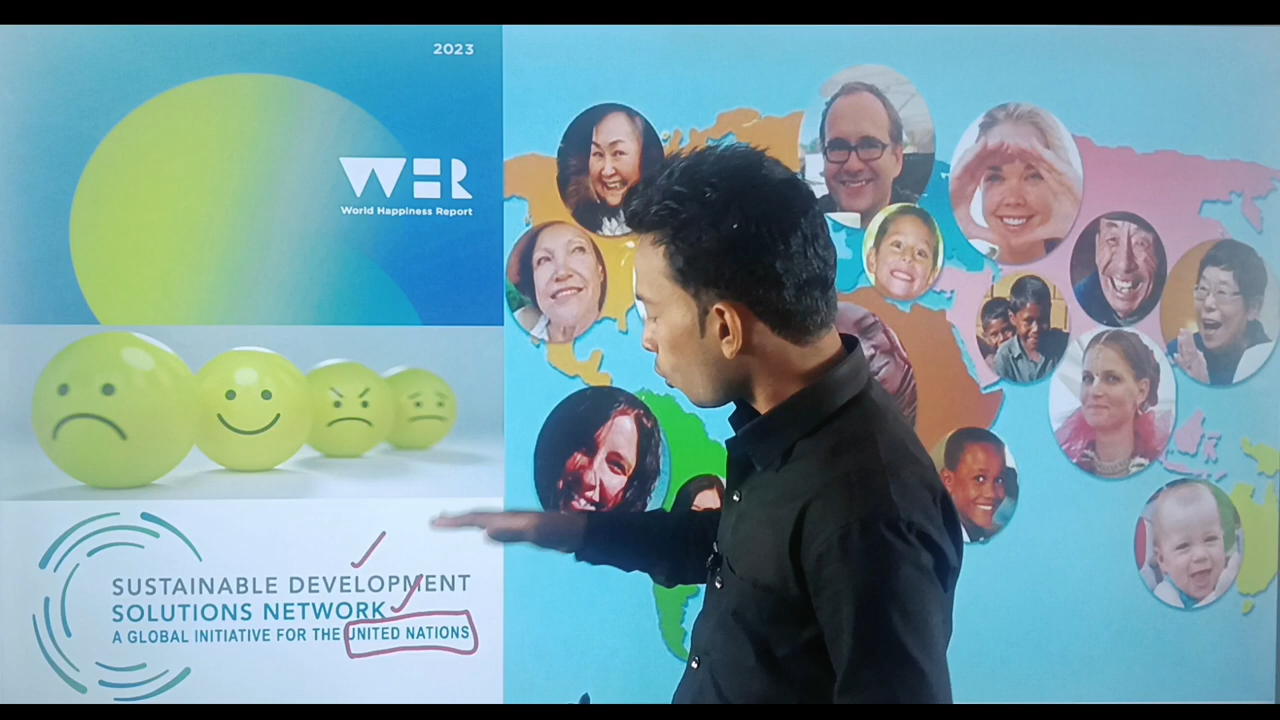 2023
WHR
World Happiness Report
SUSTAINABLE DEVELOPMENT
SOLUTIONS NETWORK
A GLOBAL INITIATIVE FOR THE UNITED NATIONS